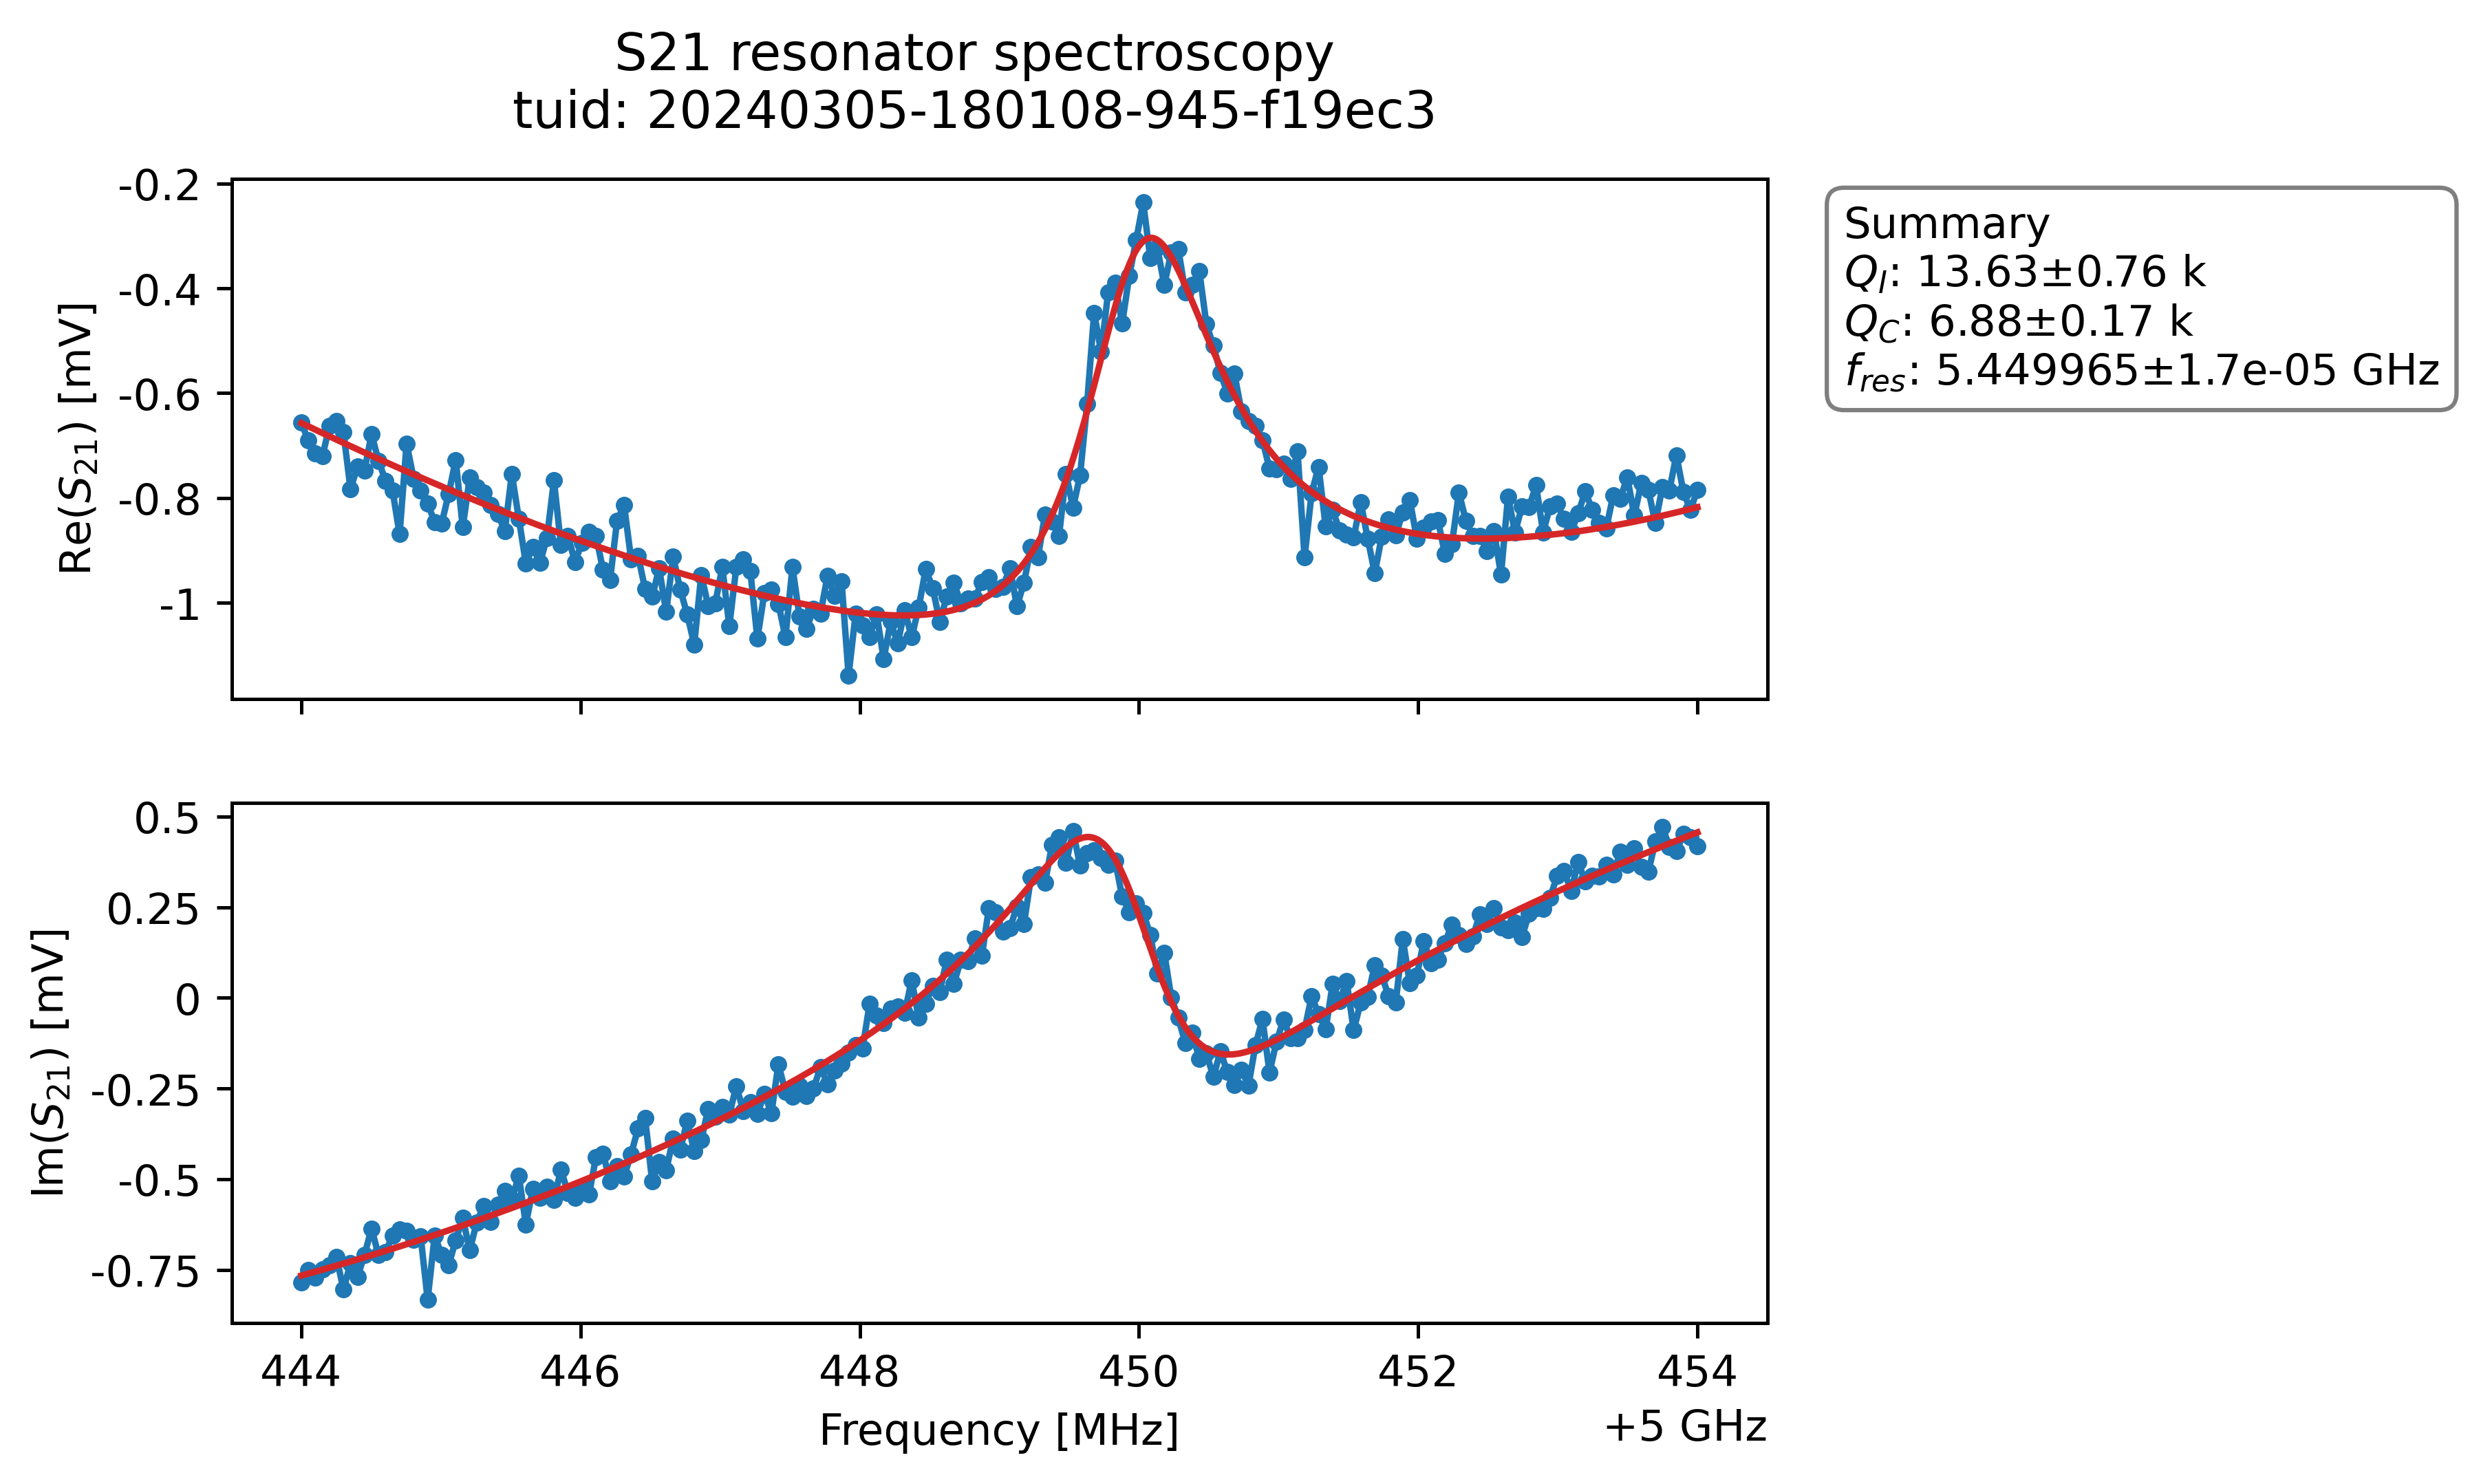 S21 resonator spectroscopy
tuid: 20240305-180108-945-f19ec3
-0.2
-0.4
-0.6
-0.8
-1
Re(S₂₁) [mV]
Summary
Q_I: 13.63±0.76 k
Q_C: 6.88±0.17 k
f_res: 5.449965±1.7e-05 GHz
0.5
0.25
0
-0.25
-0.5
-0.75
Im(S₂₁) [mV]
444 446 448 450 452 454
Frequency [MHz]
+5 GHz